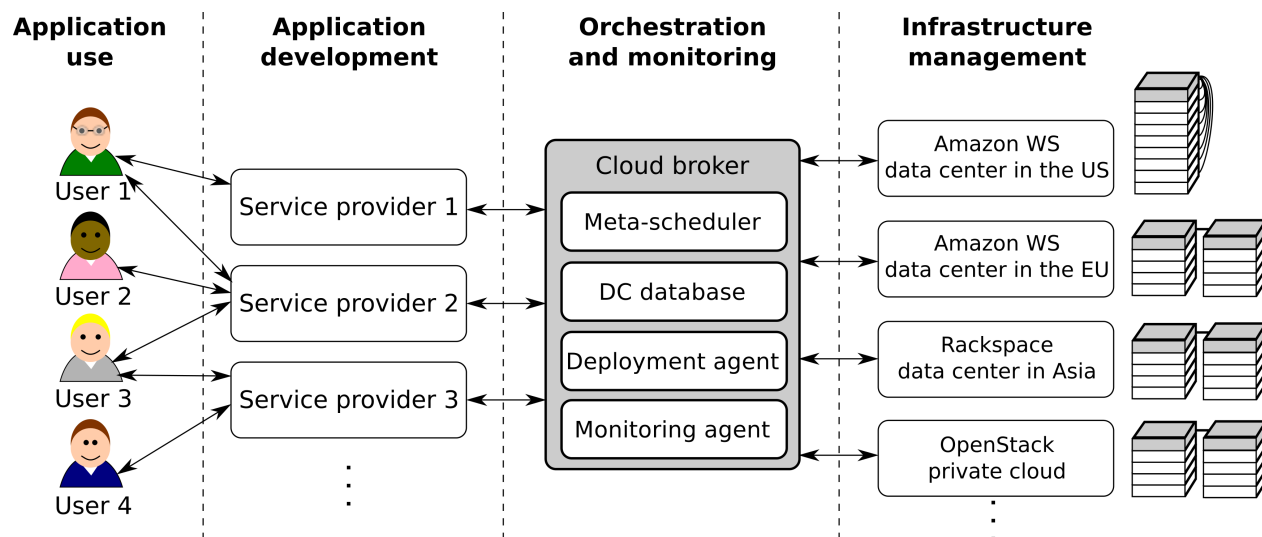 Application
use
Application
development
Orchestration
and monitoring
Infrastructure
management
User 1
User 2
User 3
User 4
Service provider 1
Service provider 2
Service provider 3
Cloud broker
Meta-scheduler
DC database
Deployment agent
Monitoring agent
Amazon WS
data center in the US
Amazon WS
data center in the EU
Rackspace
data center in Asia
OpenStack
private cloud